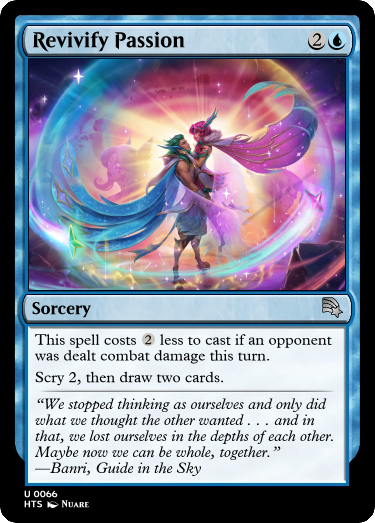 Revivify Passion 2
Sorcery
This spell costs 2 less to cast if an opponent
was dealt combat damage this turn.
Scry 2, then draw two cards.
“We stopped thinking as ourselves and only did
what we thought the other wanted . . . and in
that, we lost ourselves in the depths of each other.
Maybe now we can be whole, together.”
—Banri, Guide in the Sky
U 0066
HTS Nuare